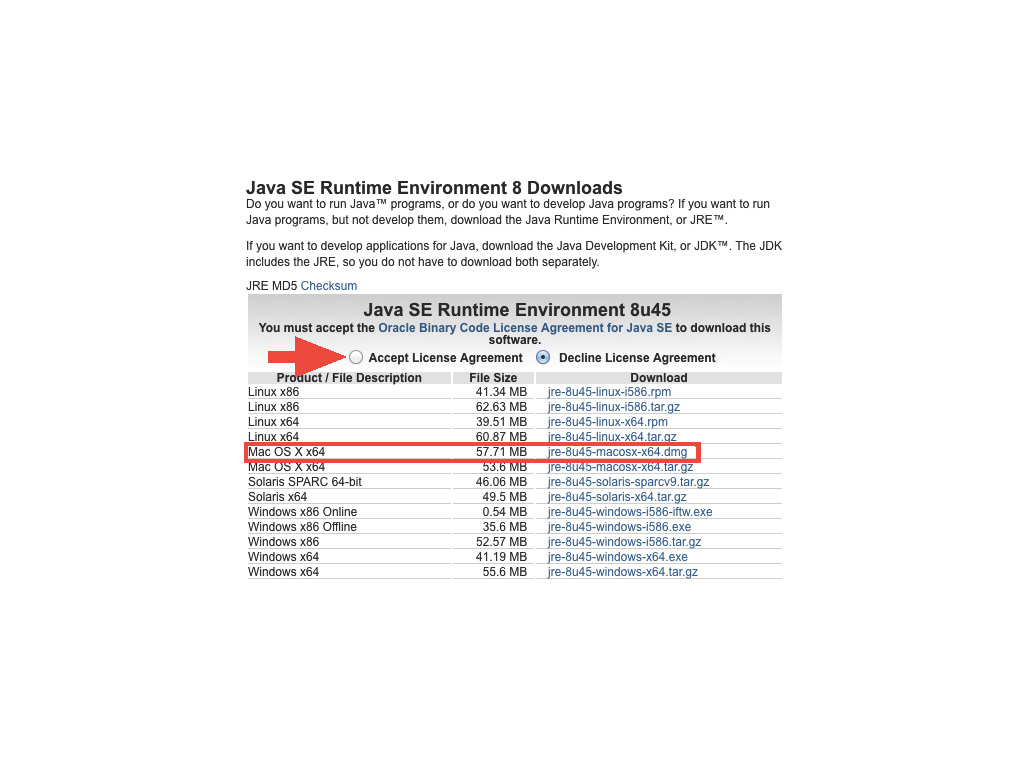 Java SE Runtime Environment 8 Downloads
Do you want to run Java™ programs, or do you want to develop Java programs? If you want to run
Java programs, but not develop them, download the Java Runtime Environment, or JRE™.
If you want to develop applications for Java, download the Java Development Kit, or JDK™. The JDK
includes the JRE, so you do not have to download both separately.
JRE MD5 Checksum
Java SE Runtime Environment 8u45
You must accept the Oracle Binary Code License Agreement for Java SE to download this
software.
Accept License Agreement Decline License Agreement
Product / File Description File Size Download
Linux x86 41.34 MB jre-8u45-linux-i586.rpm
Linux x86 62.63 MB jre-8u45-linux-i586.tar.gz
Linux x64 39.51 MB jre-8u45-linux-x64.rpm
Linux x64 60.87 MB jre-8u45-linux-x64.tar.gz
Mac OS X x64 57.71 MB jre-8u45-macosx-x64.dmg
Mac OS X x64 53.6 MB jre-8u45-macosx-x64.tar.gz
Solaris SPARC 64-bit 46.06 MB jre-8u45-solaris-sparcv9.tar.gz
Solaris x64 49.5 MB jre-8u45-solaris-x64.tar.gz
Windows x86 Online 0.54 MB jre-8u45-windows-i586-iftw.exe
Windows x86 Offline 35.6 MB jre-8u45-windows-i586.exe
Windows x86 52.57 MB jre-8u45-windows-i586.tar.gz
Windows x64 41.19 MB jre-8u45-windows-x64.exe
Windows x64 55.6 MB jre-8u45-windows-x64.tar.gz